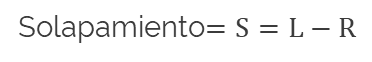 Solapamiento= S = L − R